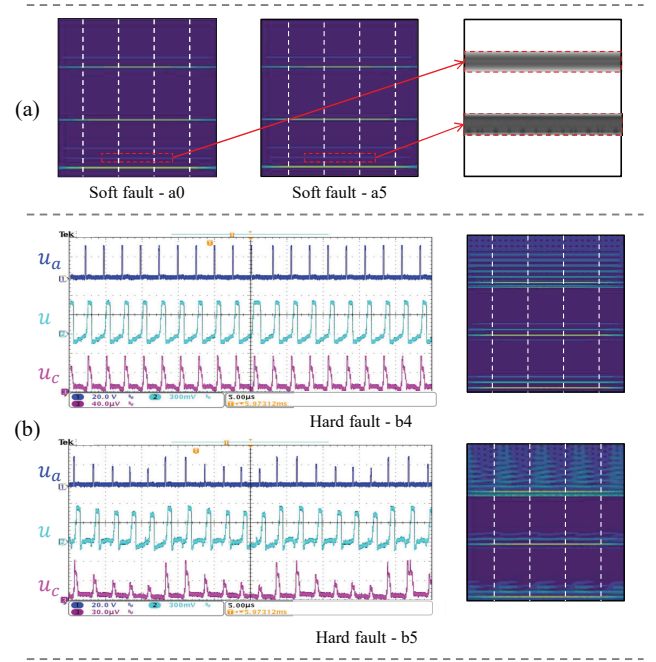 (a)
Soft fault - a0
Soft fault - a5
Tek
u_a
u
u_c
1 20.0 V 2 300mV 5.00μs
3 40.0μV 5.97312ms
Hard fault - b4
(b)
Tek
u_a
u
u_c
1 20.0 V 2 300mV 5.00μs
3 30.0μV
Hard fault - b5